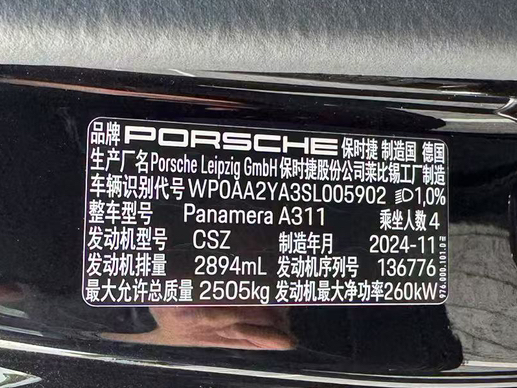 品牌 PORSCHE 保时捷 制造国 德国
生产厂名 Porsche Leipzig GmbH 保时捷股份公司莱比锡工厂制造
车辆识别代号 WP0AA2YA3SL005902 1,0%
整车型号 Panamera A311 乘坐人数 4
发动机型号 CSZ 制造年月 2024-11
发动机排量 2894mL 发动机序列号 136776
最大允许总质量 2505kg 发动机最大净功率 260kW
976.000.101.0